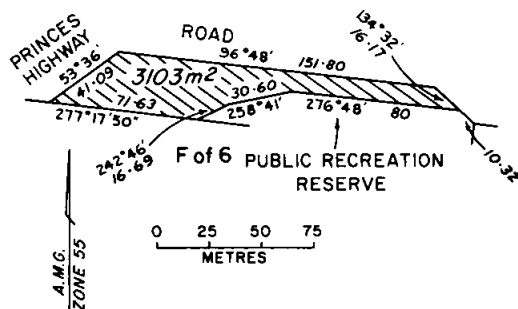 PRINCES
HIGHWAY
ROAD
134°32'
16·17
53°36'
41·09
3103m²
96°48'
151·80
71·63
30·60
277°17'50"
258°41'
276°48'
80
242°46'
16·69
F of 6
PUBLIC RECREATION
RESERVE
10·32
A.M.G.
ZONE 55
0 25 50 75
METRES